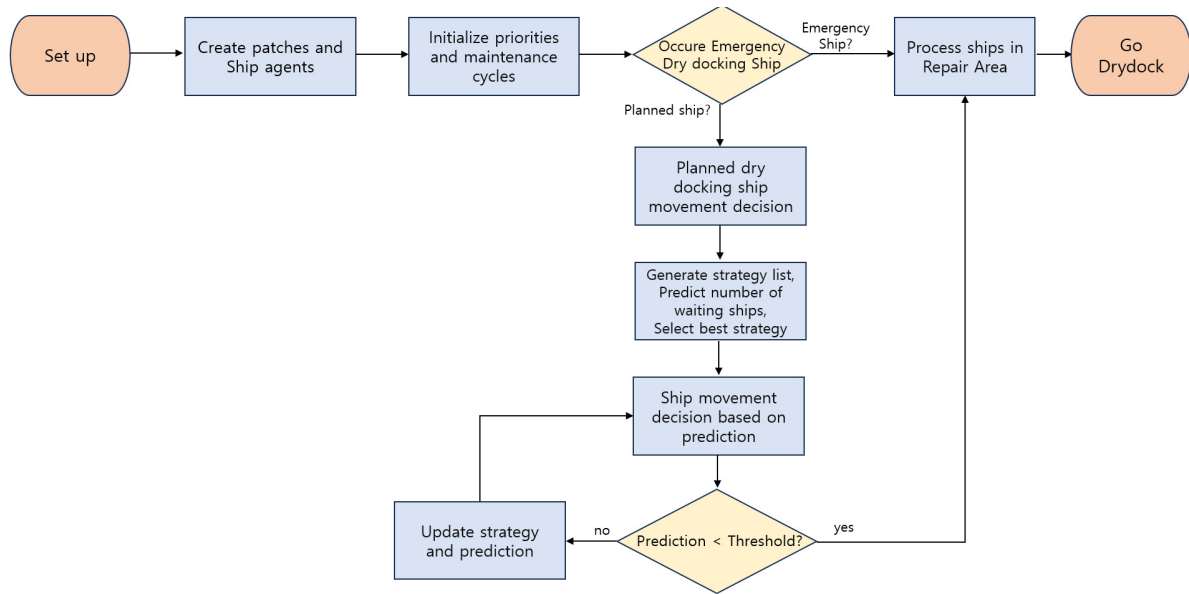 Set up
Create patches and
Ship agents
Initialize priorities
and maintenance
cycles
Occure Emergency
Dry docking Ship
Emergency
Ship?
Process ships in
Repair Area
Go
Drydock
Planned ship?
Planned dry
docking ship
movement decision
Generate strategy list,
Predict number of
waiting ships,
Select best strategy
Ship movement
decision based on
prediction
Update strategy
and prediction
no
Prediction < Threshold?
yes